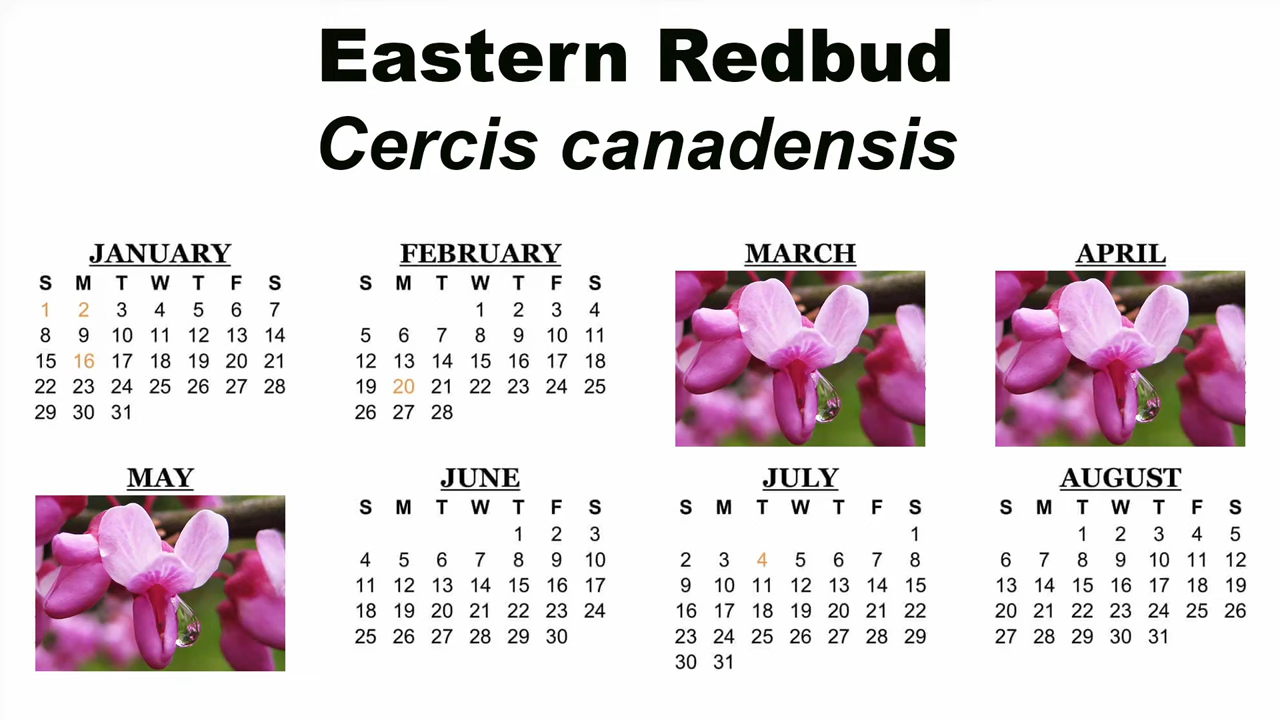 Eastern Redbud
Cercis canadensis
JANUARY
S M T W T F S
1 2 3 4 5 6 7
8 9 10 11 12 13 14
15 16 17 18 19 20 21
22 23 24 25 26 27 28
29 30 31
FEBRUARY
S M T W T F S
1 2 3 4
5 6 7 8 9 10 11
12 13 14 15 16 17 18
19 20 21 22 23 24 25
26 27 28
MARCH
APRIL
MAY
JUNE
S M T W T F S
1 2 3
4 5 6 7 8 9 10
11 12 13 14 15 16 17
18 19 20 21 22 23 24
25 26 27 28 29 30
JULY
S M T W T F S
1
2 3 4 5 6 7 8
9 10 11 12 13 14 15
16 17 18 19 20 21 22
23 24 25 26 27 28 29
30 31
AUGUST
S M T W T F S
1 2 3 4 5
6 7 8 9 10 11 12
13 14 15 16 17 18 19
20 21 22 23 24 25 26
27 28 29 30 31